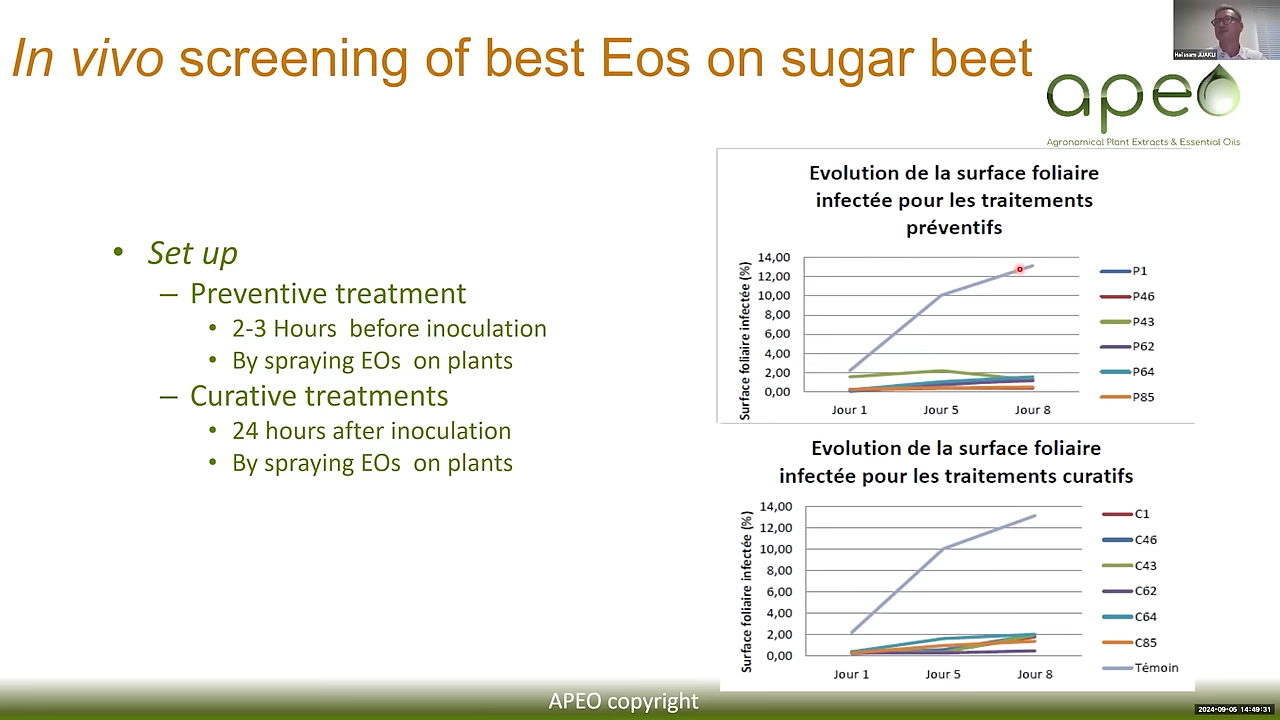 In vivo screening of best Eos on sugar beet
Haissam JIJAKLI
apeo
Agronomical Plant Extracts & Essential Oils
• Set up
– Preventive treatment
• 2-3 Hours before inoculation
• By spraying EOs on plants
– Curative treatments
• 24 hours after inoculation
• By spraying EOs on plants
Evolution de la surface foliaire
infectée pour les traitements
préventifs
Surface foliaire infectée (%)
14,00
12,00
10,00
8,00
6,00
4,00
2,00
0,00
Jour 1 Jour 5 Jour 8
P1
P46
P43
P62
P64
P85
Evolution de la surface foliaire
infectée pour les traitements curatifs
Surface foliaire infectée (%)
14,00
12,00
10,00
8,00
6,00
4,00
2,00
0,00
Jour 1 Jour 5 Jour 8
C1
C46
C43
C62
C64
C85
Témoin
APEO copyright
2024-09-05 14:49:31